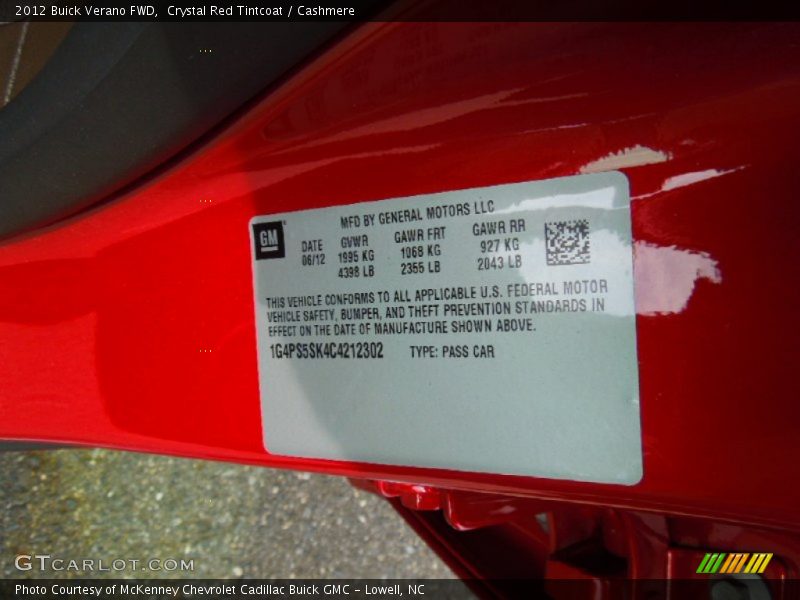 2012 Buick Verano FWD,  Crystal Red Tintcoat / Cashmere
GM
MFD BY GENERAL MOTORS LLC
DATE GVWR GAWR FRT GAWR RR
06/12 1995 KG 1068 KG 927 KG
4398 LB 2355 LB 2043 LB
THIS VEHICLE CONFORMS TO ALL APPLICABLE U.S. FEDERAL MOTOR
VEHICLE SAFETY, BUMPER, AND THEFT PREVENTION STANDARDS IN
EFFECT ON THE DATE OF MANUFACTURE SHOWN ABOVE.
1G4PS5SK4C4212302 TYPE: PASS CAR
GTCARLOT.COM
Photo Courtesy of McKenney Chevrolet Cadillac Buick GMC - Lowell, NC